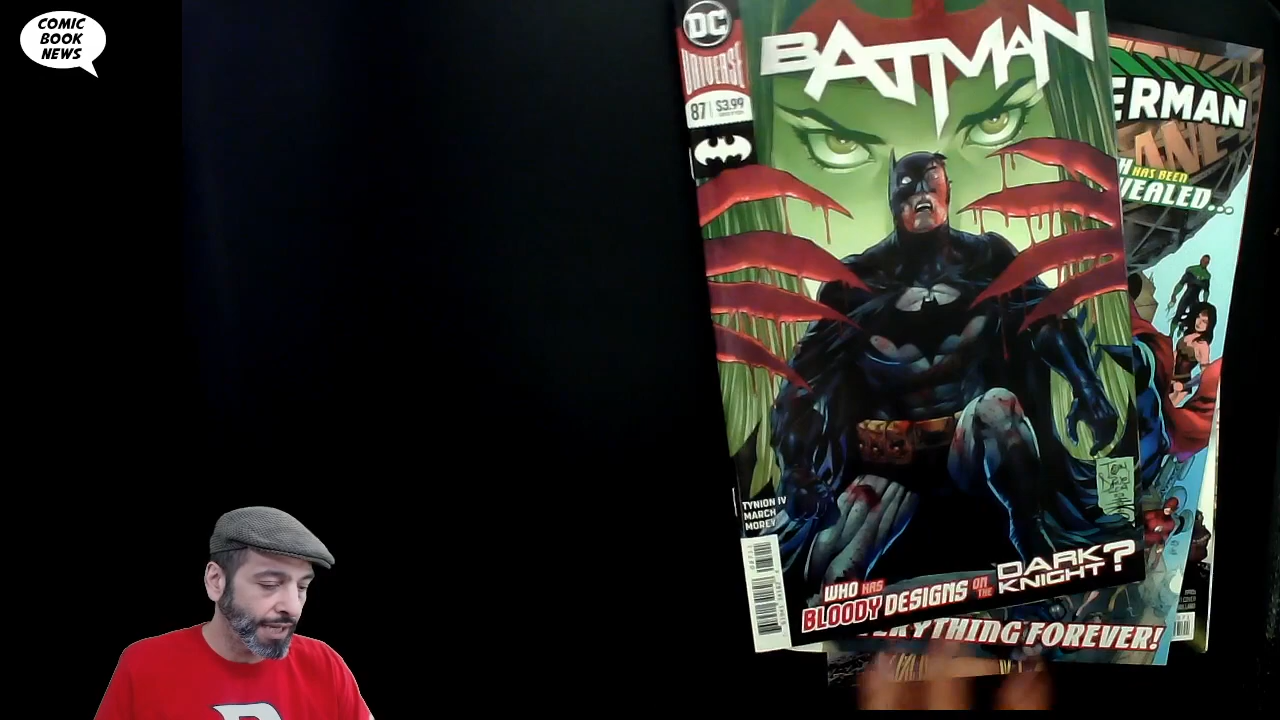 COMIC
BOOK
NEWS
DC
UNIVERSE
87 $3.99
BATMAN
ERMAN
HAS BEEN
VEALED...
TYNION IV
MARCH
MOREY
WHO HAS
BLOODY DESIGNS ON THE
DARK
KNIGHT?
ERYTHING FOREVER!